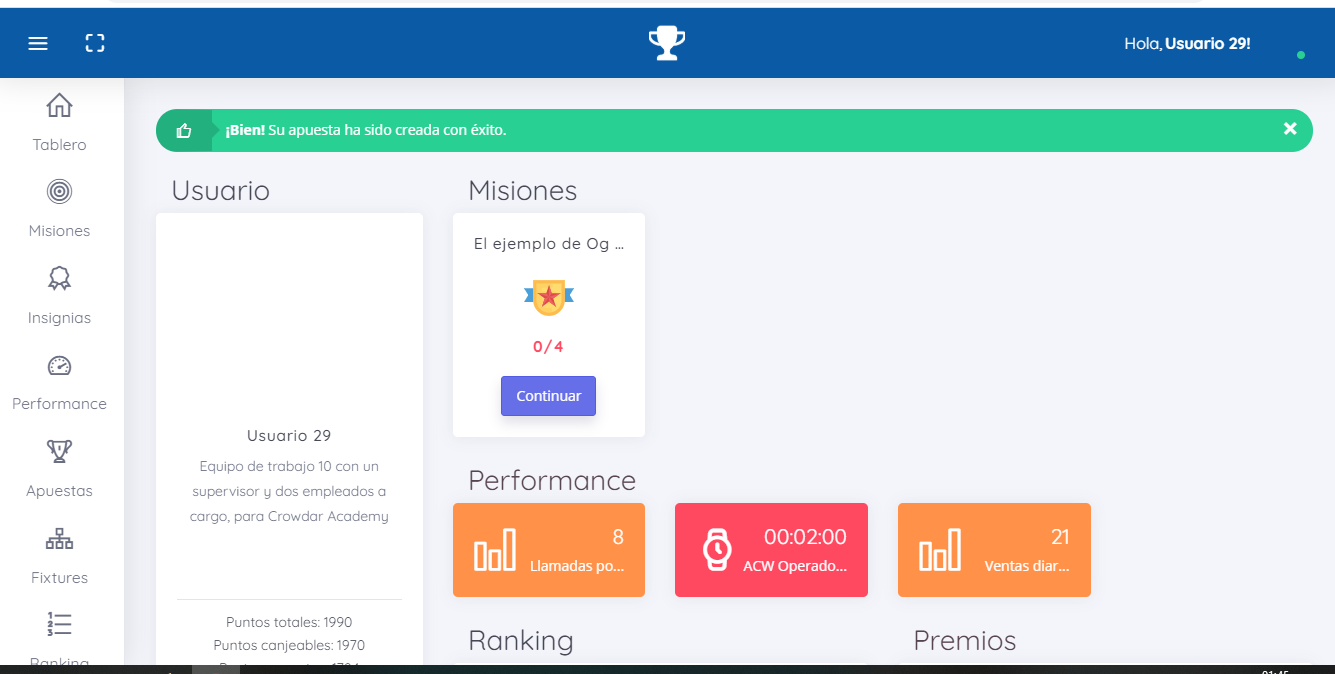 Hola, Usuario 29!
Tablero
Misiones
Insignias
Performance
Apuestas
Fixtures
Ranking
¡Bien! Su apuesta ha sido creada con éxito.
Usuario
Usuario 29
Equipo de trabajo 10 con un
supervisor y dos empleados a
cargo, para Crowdar Academy
Puntos totales: 1990
Puntos canjeables: 1970
Misiones
El ejemplo de Og ...
0/4
Continuar
Performance
8
Llamadas po...
00:02:00
ACW Operado...
21
Ventas diar...
Ranking
Premios